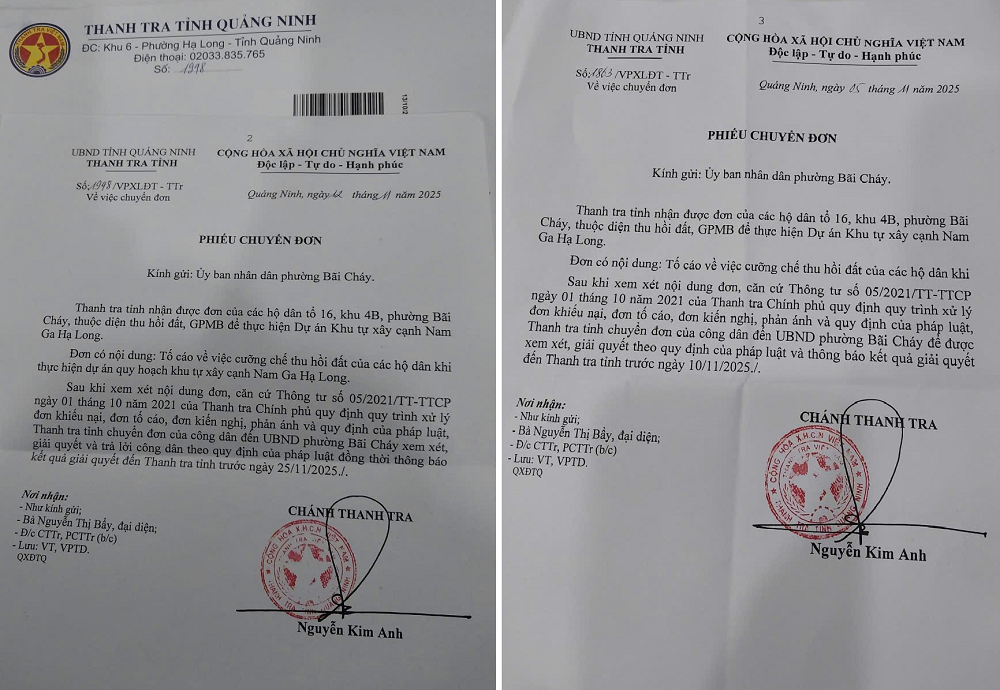 THANH TRA TỈNH QUẢNG NINH
ĐC: Khu 6 - Phường Hạ Long - Tỉnh Quảng Ninh
Điện thoại: 02033.835.765
Số: 1998
2
UBND TỈNH QUẢNG NINH
THANH TRA TỈNH
CỘNG HÒA XÃ HỘI CHỦ NGHĨA VIỆT NAM
Độc lập - Tự do - Hạnh phúc
Số: 1998/VPXLĐT - TTr
Về việc chuyển đơn
Quảng Ninh, ngày tháng 11 năm 2025
PHIẾU CHUYỂN ĐƠN
Kính gửi: Ủy ban nhân dân phường Bãi Cháy.
Thanh tra tỉnh nhận được đơn của các hộ dân tổ 16, khu 4B, phường Bãi
Cháy, thuộc diện thu hồi đất, GPMB để thực hiện Dự án Khu tự xây cạnh Nam
Ga Hạ Long.
Đơn có nội dung: Tố cáo về việc cưỡng chế thu hồi đất của các hộ dân khi
thực hiện dự án quy hoạch khu tự xây cạnh Nam Ga Hạ Long.
Sau khi xem xét nội dung đơn, căn cứ Thông tư số 05/2021/TT-TTCP
ngày 01 tháng 10 năm 2021 của Thanh tra Chính phủ quy định quy trình xử lý
đơn khiếu nại, đơn tố cáo, đơn kiến nghị, phản ánh và quy định của pháp luật,
Thanh tra tỉnh chuyển đơn của công dân đến UBND phường Bãi Cháy xem xét,
giải quyết và trả lời công dân theo quy định của pháp luật đồng thời thông báo
kết quả giải quyết đến Thanh tra tỉnh trước ngày 25/11/2025./.
Nơi nhận:
- Như kính gửi;
- Bà Nguyễn Thị Bẩy, đại diện;
- Đ/c CTTr, PCTTr (b/c)
- Lưu: VT, VPTD.
QXĐTQ
CHÁNH THANH TRA
Nguyễn Kim Anh
3
UBND TỈNH QUẢNG NINH
THANH TRA TỈNH
CỘNG HÒA XÃ HỘI CHỦ NGHĨA VIỆT NAM
Độc lập - Tự do - Hạnh phúc
Số: 1863/VPXLĐT - TTr
Về việc chuyển đơn
Quảng Ninh, ngày 05 tháng 11 năm 2025
PHIẾU CHUYỂN ĐƠN
Kính gửi: Ủy ban nhân dân phường Bãi Cháy.
Thanh tra tỉnh nhận được đơn của các hộ dân tổ 16, khu 4B, phường Bãi
Cháy, thuộc diện thu hồi đất, GPMB để thực hiện Dự án Khu tự xây cạnh Nam
Ga Hạ Long.
Đơn có nội dung: Tố cáo về việc cưỡng chế thu hồi đất của các hộ dân khi
Sau khi xem xét nội dung đơn, căn cứ Thông tư số 05/2021/TT-TTCP
ngày 01 tháng 10 năm 2021 của Thanh tra Chính phủ quy định quy trình xử lý
đơn khiếu nại, đơn tố cáo, đơn kiến nghị, phản ánh và quy định của pháp luật,
Thanh tra tỉnh chuyển đơn của công dân đến UBND phường Bãi Cháy để được
xem xét, giải quyết theo quy định của pháp luật và thông báo kết quả giải quyết
đến Thanh tra tỉnh trước ngày 10/11/2025./.
Nơi nhận:
- Như kính gửi;
- Bà Nguyễn Thị Bẩy, đại diện;
- Đ/c CTTr, PCTTr (b/c)
- Lưu: VT, VPTD.
QXĐTQ
CHÁNH THANH TRA
Nguyễn Kim Anh